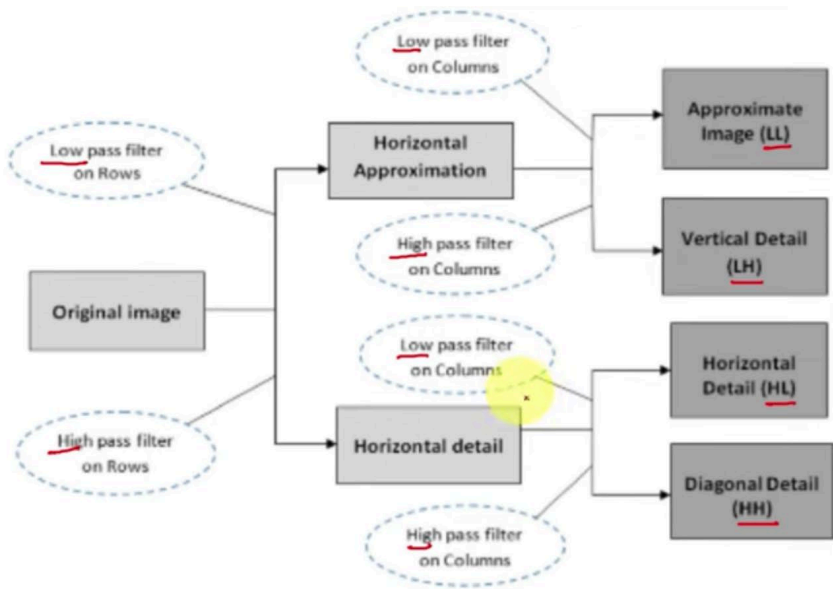 Low pass filter
on Columns
Approximate
Image (LL)
Horizontal
Approximation
Low pass filter
on Rows
High pass filter
on Columns
Vertical Detail
(LH)
Original image
Low pass filter
on Columns
Horizontal
Detail (HL)
High pass filter
on Rows
Horizontal detail
Diagonal Detail
(HH)
High pass filter
on Columns